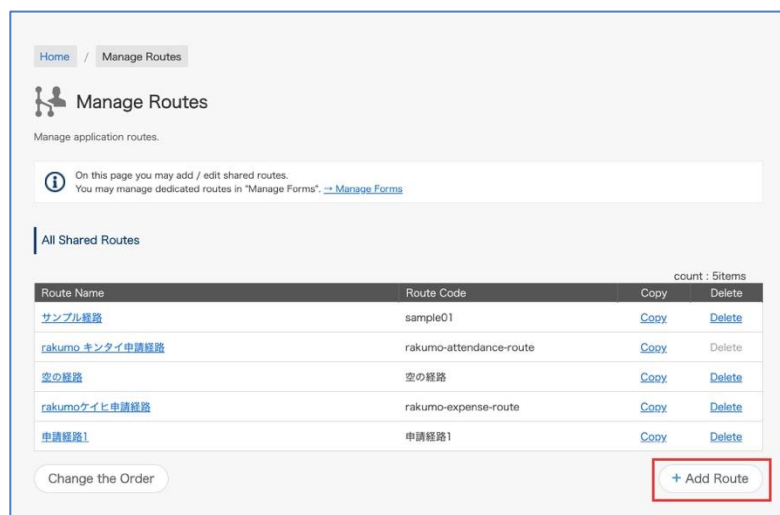 Home / Manage Routes
Manage Routes
Manage application routes.
On this page you may add / edit shared routes.
You may manage dedicated routes in "Manage Forms". → Manage Forms
All Shared Routes
count : 5items
Route Name Route Code Copy Delete
サンプル経路 sample01 Copy Delete
rakumo キンタイ申請経路 rakumo-attendance-route Copy Delete
空の経路 空の経路 Copy Delete
rakumoケイヒ申請経路 rakumo-expense-route Copy Delete
申請経路1 申請経路1 Copy Delete
Change the Order + Add Route